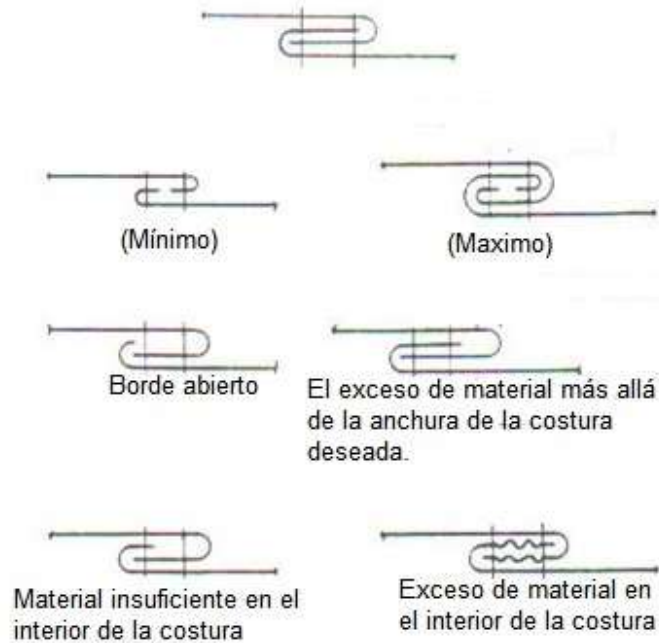 (Mínimo)
(Maximo)
Borde abierto
El exceso de material más allá
de la anchura de la costura
deseada.
Material insuficiente en el
interior de la costura
Exceso de material en
el interior de la costura